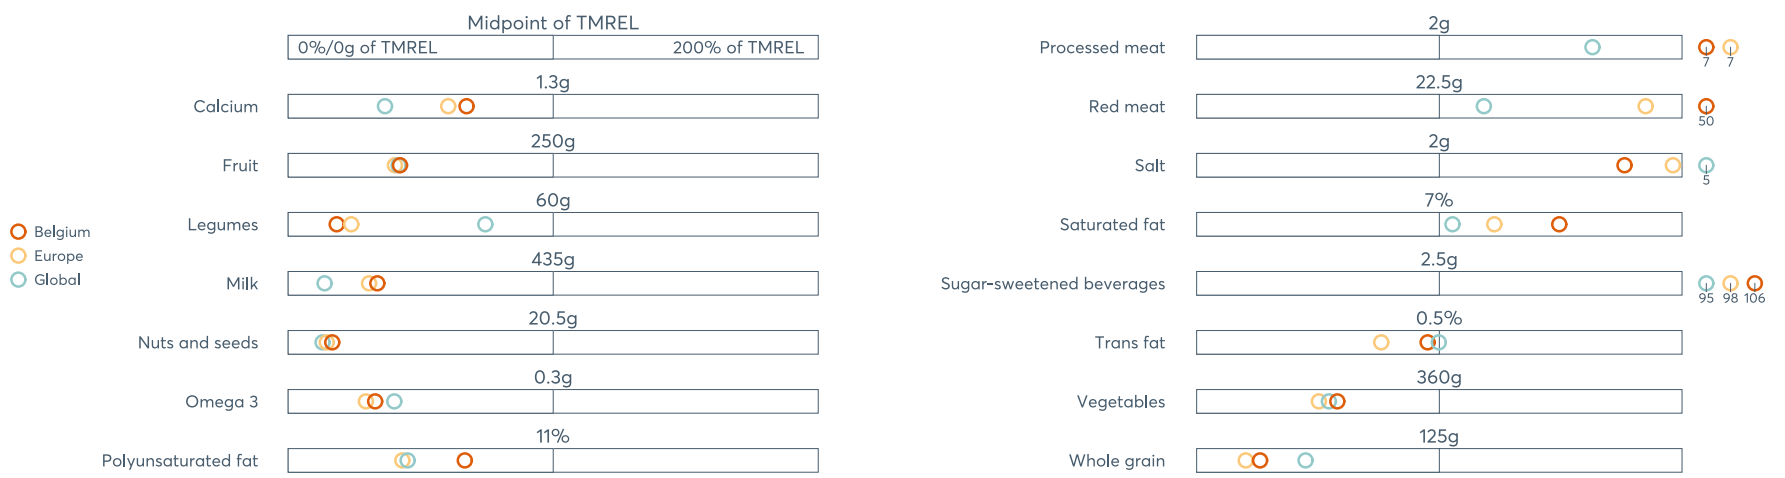 Midpoint of TMREL
0%/0g of TMREL 200% of TMREL
1.3g
Calcium
250g
Fruit
60g
Legumes
435g
Milk
20.5g
Nuts and seeds
0.3g
Omega 3
11%
Polyunsaturated fat
Belgium
Europe
Global
2g
Processed meat
7 7
22.5g
Red meat
50
2g
Salt
5
7%
Saturated fat
2.5g
Sugar-sweetened beverages
95 98 106
0.5%
Trans fat
360g
Vegetables
125g
Whole grain